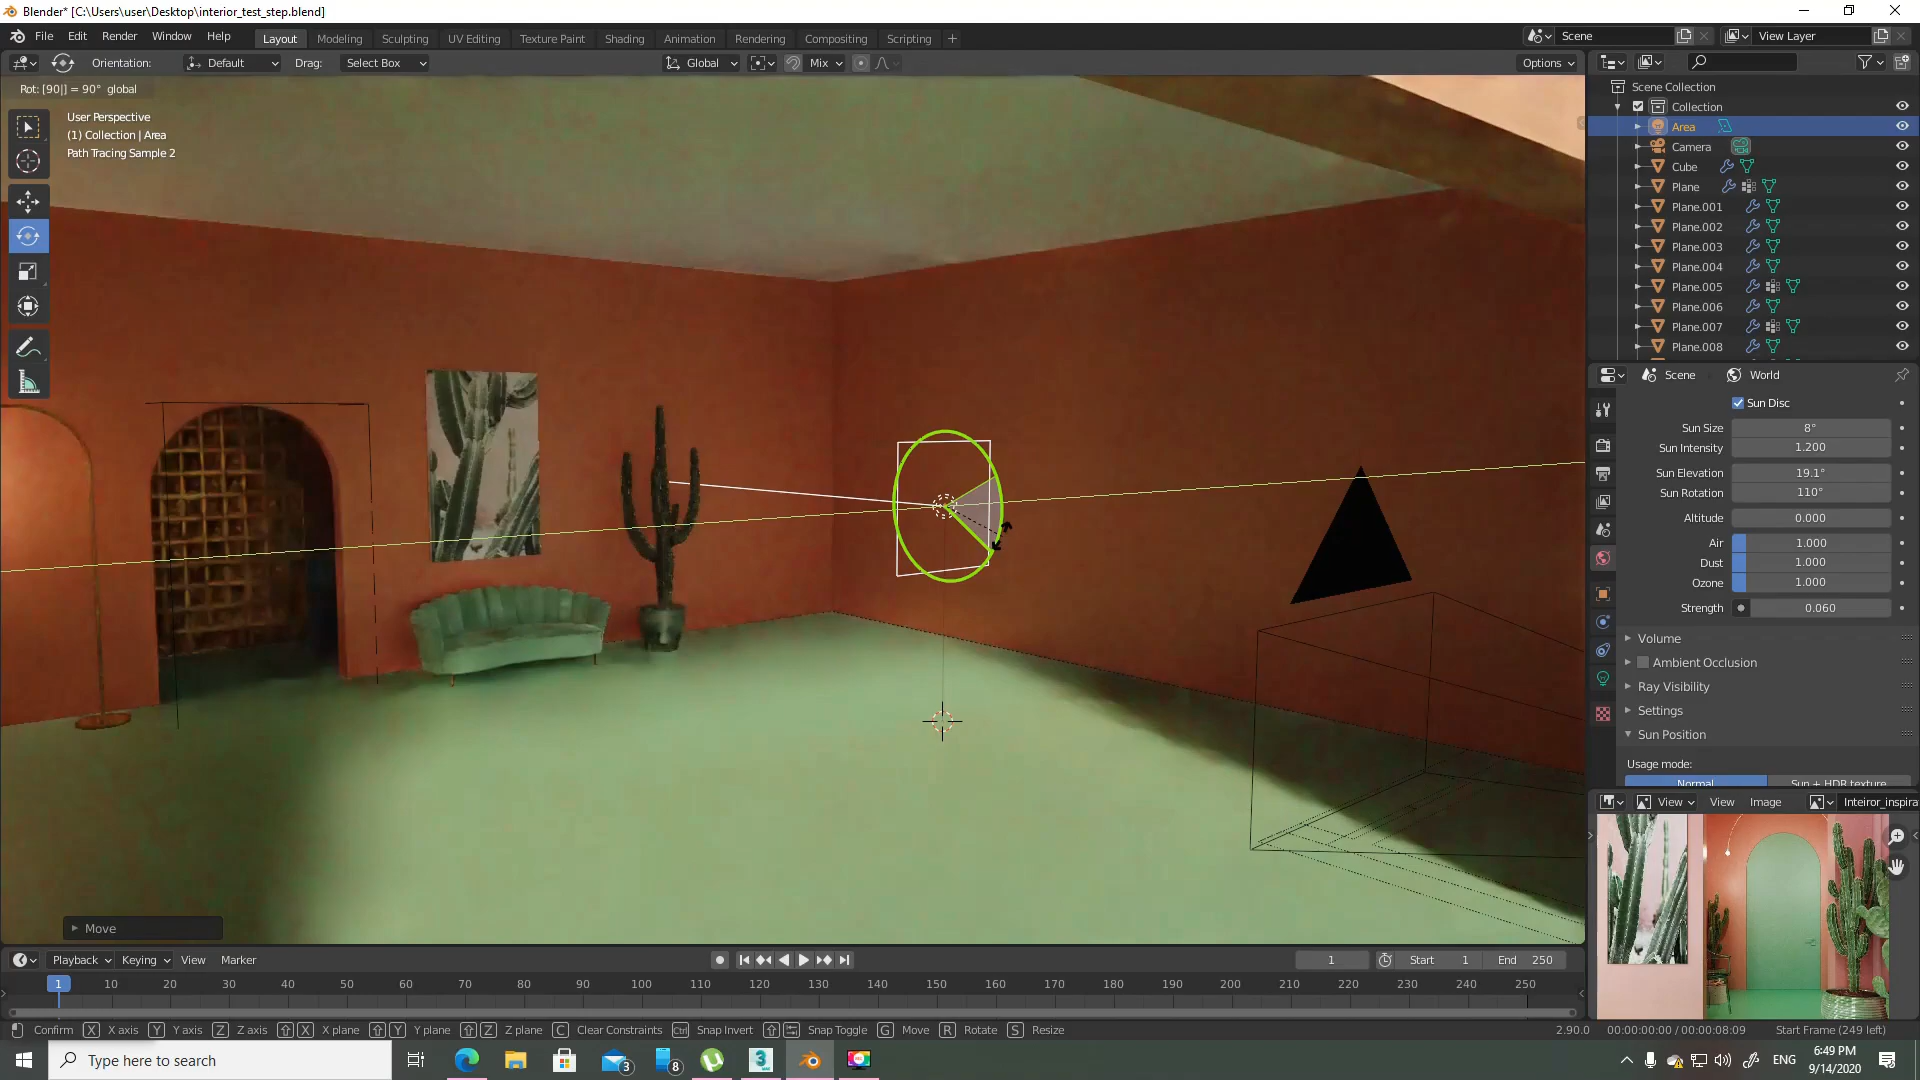 Blender* [C:\Users\user\Desktop\interior_test_step.blend]
File Edit Render Window Help
Layout Modeling Sculpting UV Editing Texture Paint Shading Animation Rendering Compositing Scripting +
Scene
View Layer
Orientation: Default Drag: Select Box
Global
Mix
Options
Rot: [90|] = 90° global
User Perspective
(1) Collection | Area
Path Tracing Sample 2
Scene Collection
Collection
Area
Camera
Cube
Plane
Plane.001
Plane.002
Plane.003
Plane.004
Plane.005
Plane.006
Plane.007
Plane.008
Scene World
Sun Disc
Sun Size 8°
Sun Intensity 1.200
Sun Elevation 19.1°
Sun Rotation 110°
Altitude 0.000
Air 1.000
Dust 1.000
Ozone 1.000
Strength 0.060
Volume
Ambient Occlusion
Ray Visibility
Settings
Sun Position
Usage mode:
Normal Sun + HDR texture
View View Image Inteiror_inspira
Move
Playback Keying View Marker
1 Start 1 End 250
1 10 20 30 40 50 60 70 80 90 100 110 120 130 140 150 160 170 180 190 200 210 220 230 240 250
Confirm X X axis Y Y axis Z Z axis X X plane Y Y plane Z Z plane C Clear Constraints Ctrl Snap Invert Snap Toggle G Move R Rotate S Resize
2.90.0 00:00:00:00 / 00:00:08:09 Start Frame (249 left)
Type here to search
3
8
3
ENG
6:49 PM
9/14/2020